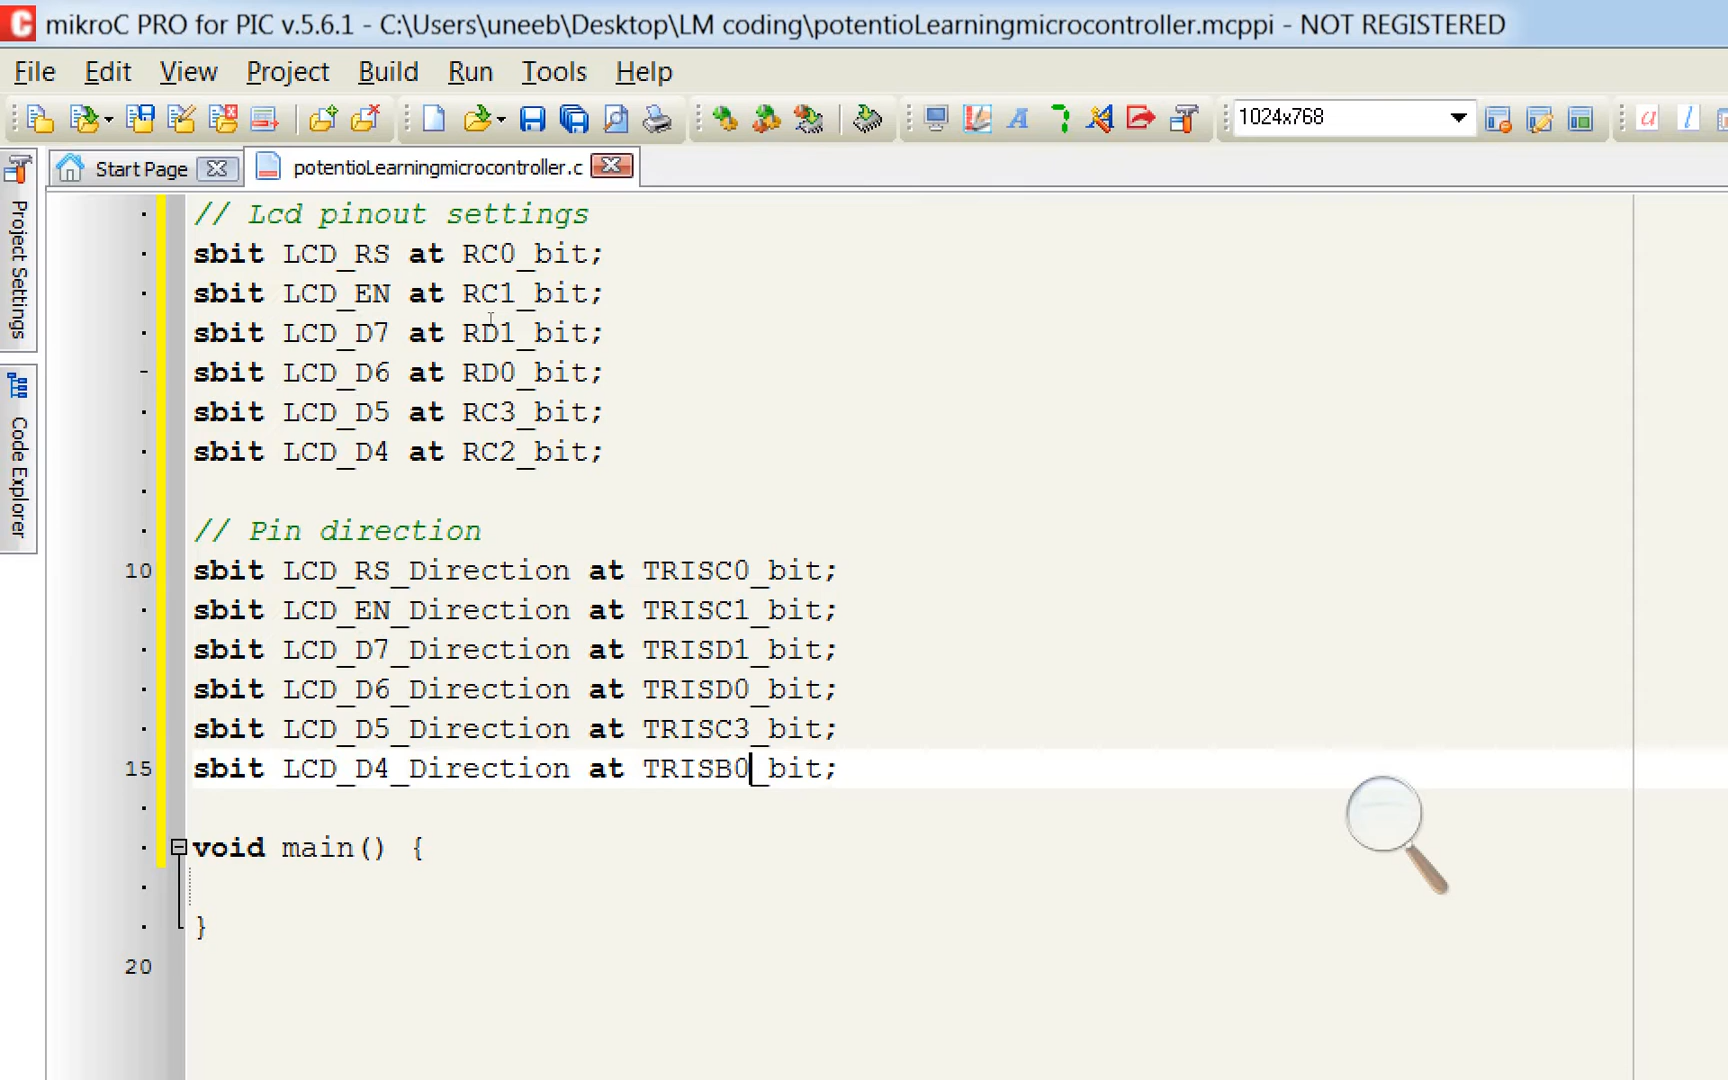 mikroC PRO for PIC v.5.6.1 - C:\Users\uneeb\Desktop\LM coding\potentioLearningmicrocontroller.mcppi - NOT REGISTERED
File Edit View Project Build Run Tools Help
1024x768
Start Page potentioLearningmicrocontroller.c
Project Settings
Code Explorer
// Lcd pinout settings
sbit LCD_RS at RC0_bit;
sbit LCD_EN at RC1_bit;
sbit LCD_D7 at RD1_bit;
sbit LCD_D6 at RD0_bit;
sbit LCD_D5 at RC3_bit;
sbit LCD_D4 at RC2_bit;
// Pin direction
10 sbit LCD_RS_Direction at TRISC0_bit;
sbit LCD_EN_Direction at TRISC1_bit;
sbit LCD_D7_Direction at TRISD1_bit;
sbit LCD_D6_Direction at TRISD0_bit;
sbit LCD_D5_Direction at TRISC3_bit;
15 sbit LCD_D4_Direction at TRISB0_bit;
void main() {
}
20